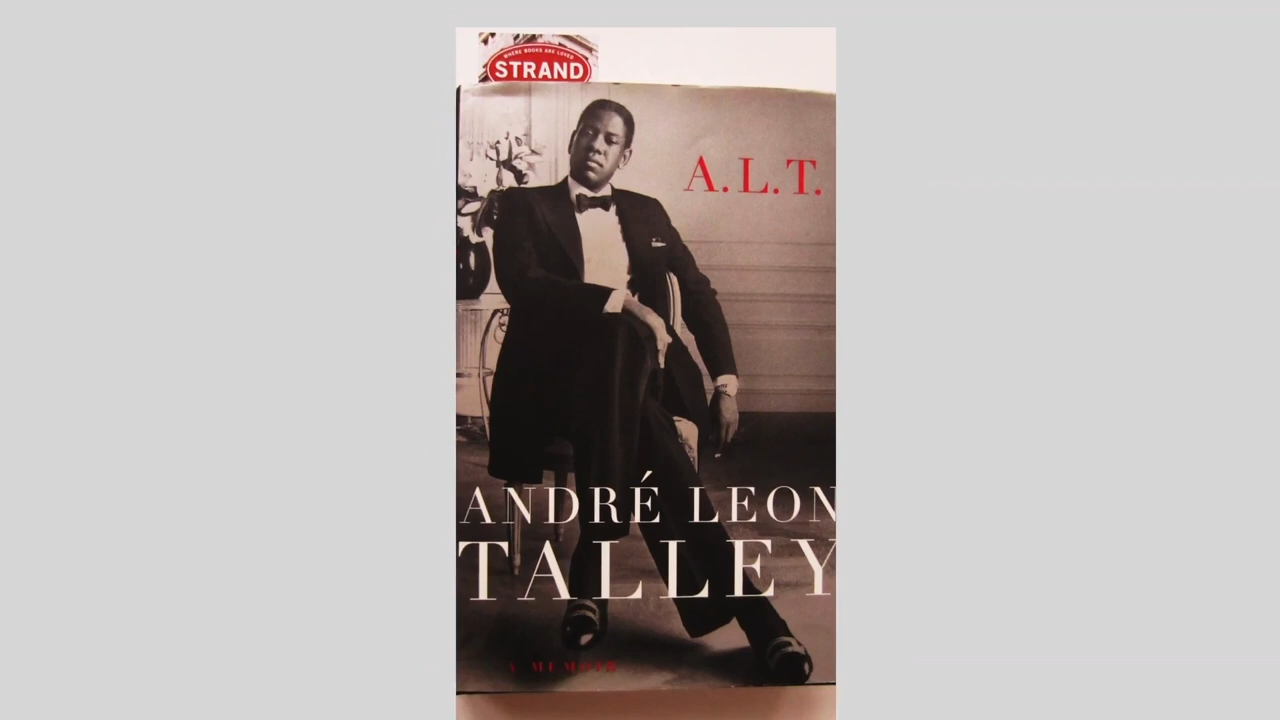 WHERE BOOKS ARE LOVED
STRAND
A.L.T.
ANDRÉ LEON
TALLEY
A MEMOIR